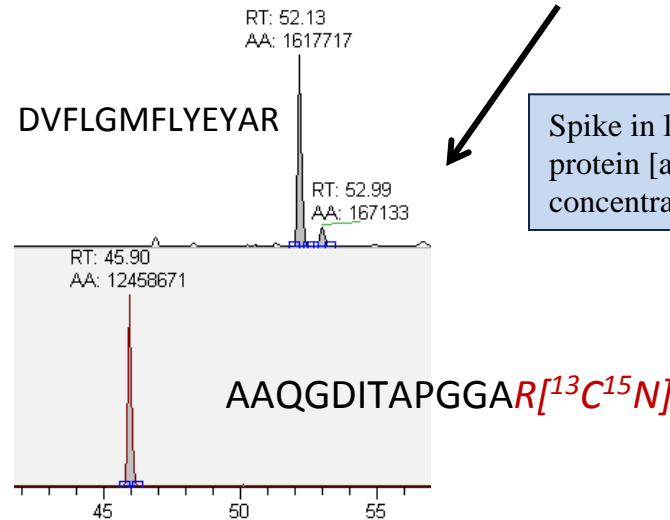 RT: 52.13
AA: 1617717
DVFLGMFLYEYAR
Spike in
protein
concentra
RT: 52.99
AA: 167133
RT: 45.90
AA: 12458671
AAQGDITAPGGAR[¹³C¹⁵N]
45 50 55